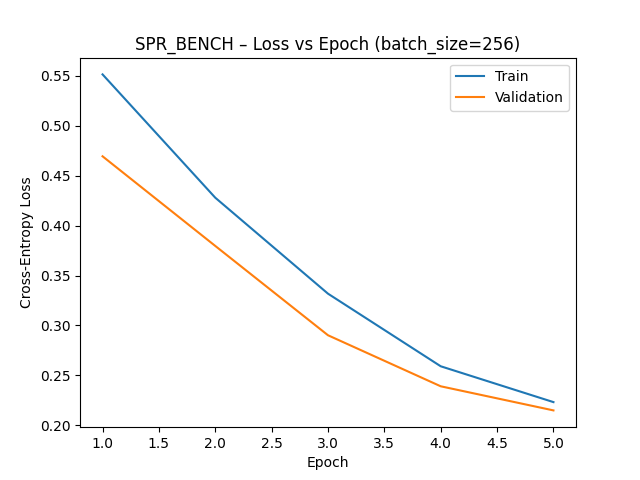 SPR_BENCH – Loss vs Epoch (batch_size=256)
Train
Validation
Cross-Entropy Loss
0.55
0.50
0.45
0.40
0.35
0.30
0.25
0.20
1.0 1.5 2.0 2.5 3.0 3.5 4.0 4.5 5.0
Epoch